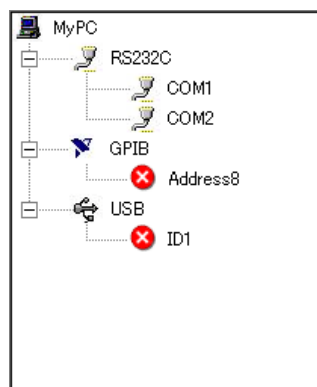 MyPC
RS232C
COM1
COM2
GPIB
Address8
USB
ID1